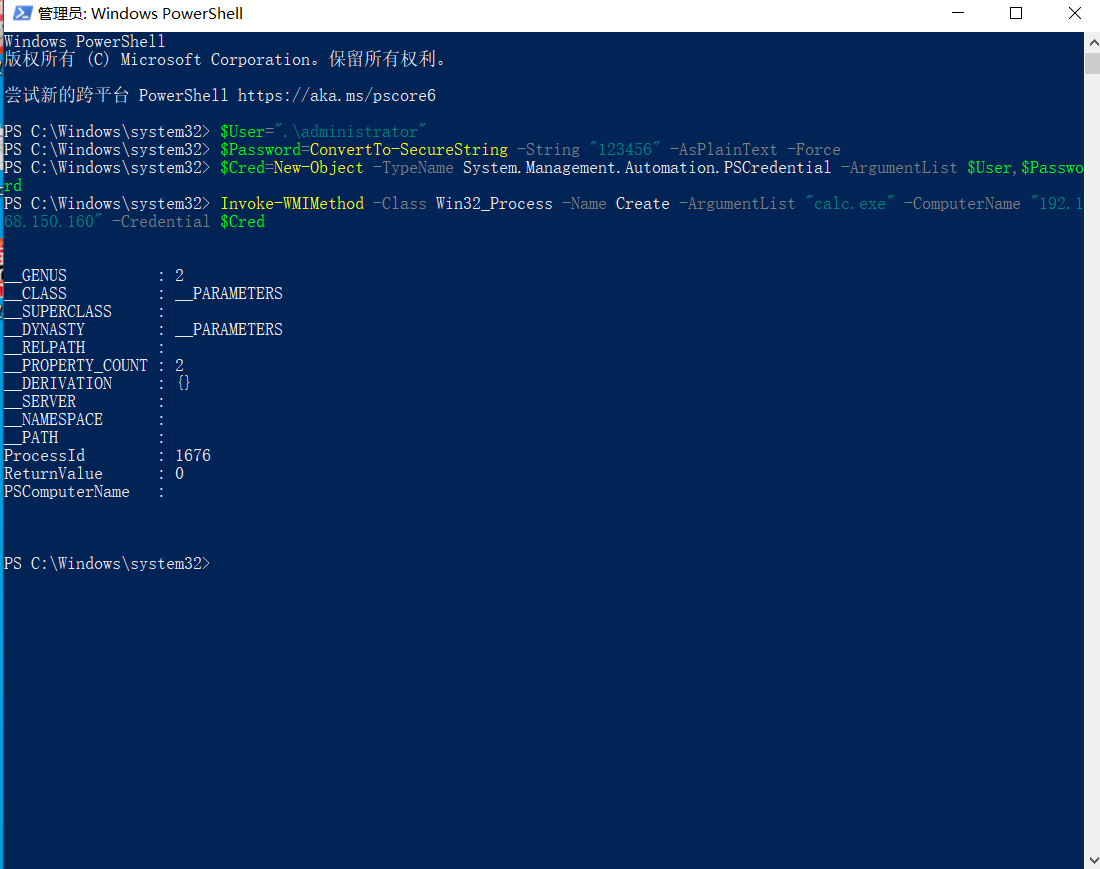 管理员: Windows PowerShell
Windows PowerShell
版权所有 (C) Microsoft Corporation。保留所有权利。
尝试新的跨平台 PowerShell https://aka.ms/pscore6
PS C:\Windows\system32> $User=".\administrator"
PS C:\Windows\system32> $Password=ConvertTo-SecureString -String "123456" -AsPlainText -Force
PS C:\Windows\system32> $Cred=New-Object -TypeName System.Management.Automation.PSCredential -ArgumentList $User,$Passwo
rd
PS C:\Windows\system32> Invoke-WMIMethod -Class Win32_Process -Name Create -ArgumentList "calc.exe" -ComputerName "192.1
68.150.160" -Credential $Cred
__GENUS          : 2
__CLASS          : __PARAMETERS
__SUPERCLASS     :
__DYNASTY        : __PARAMETERS
__RELPATH        :
__PROPERTY_COUNT : 2
__DERIVATION     : {}
__SERVER         :
__NAMESPACE      :
__PATH           :
ProcessId        : 1676
ReturnValue      : 0
PSComputerName   :
PS C:\Windows\system32>